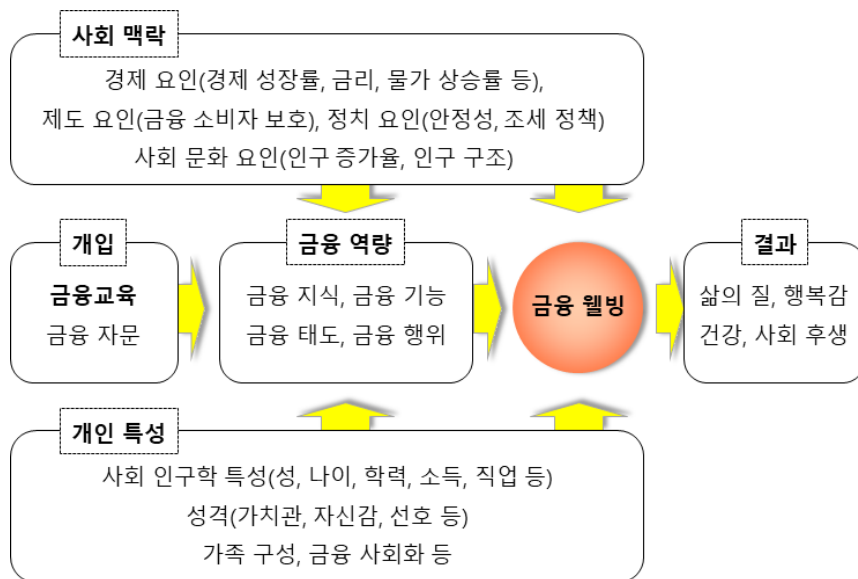 사회 맥락
경제 요인(경제 성장률, 금리, 물가 상승률 등),
제도 요인(금융 소비자 보호), 정치 요인(안정성, 조세 정책)
사회 문화 요인(인구 증가율, 인구 구조)
개입
금융교육
금융 자문
금융 역량
금융 지식, 금융 기능
금융 태도, 금융 행위
금융 웰빙
결과
삶의 질, 행복감
건강, 사회 후생
개인 특성
사회 인구학 특성(성, 나이, 학력, 소득, 직업 등)
성격(가치관, 자신감, 선호 등)
가족 구성, 금융 사회화 등